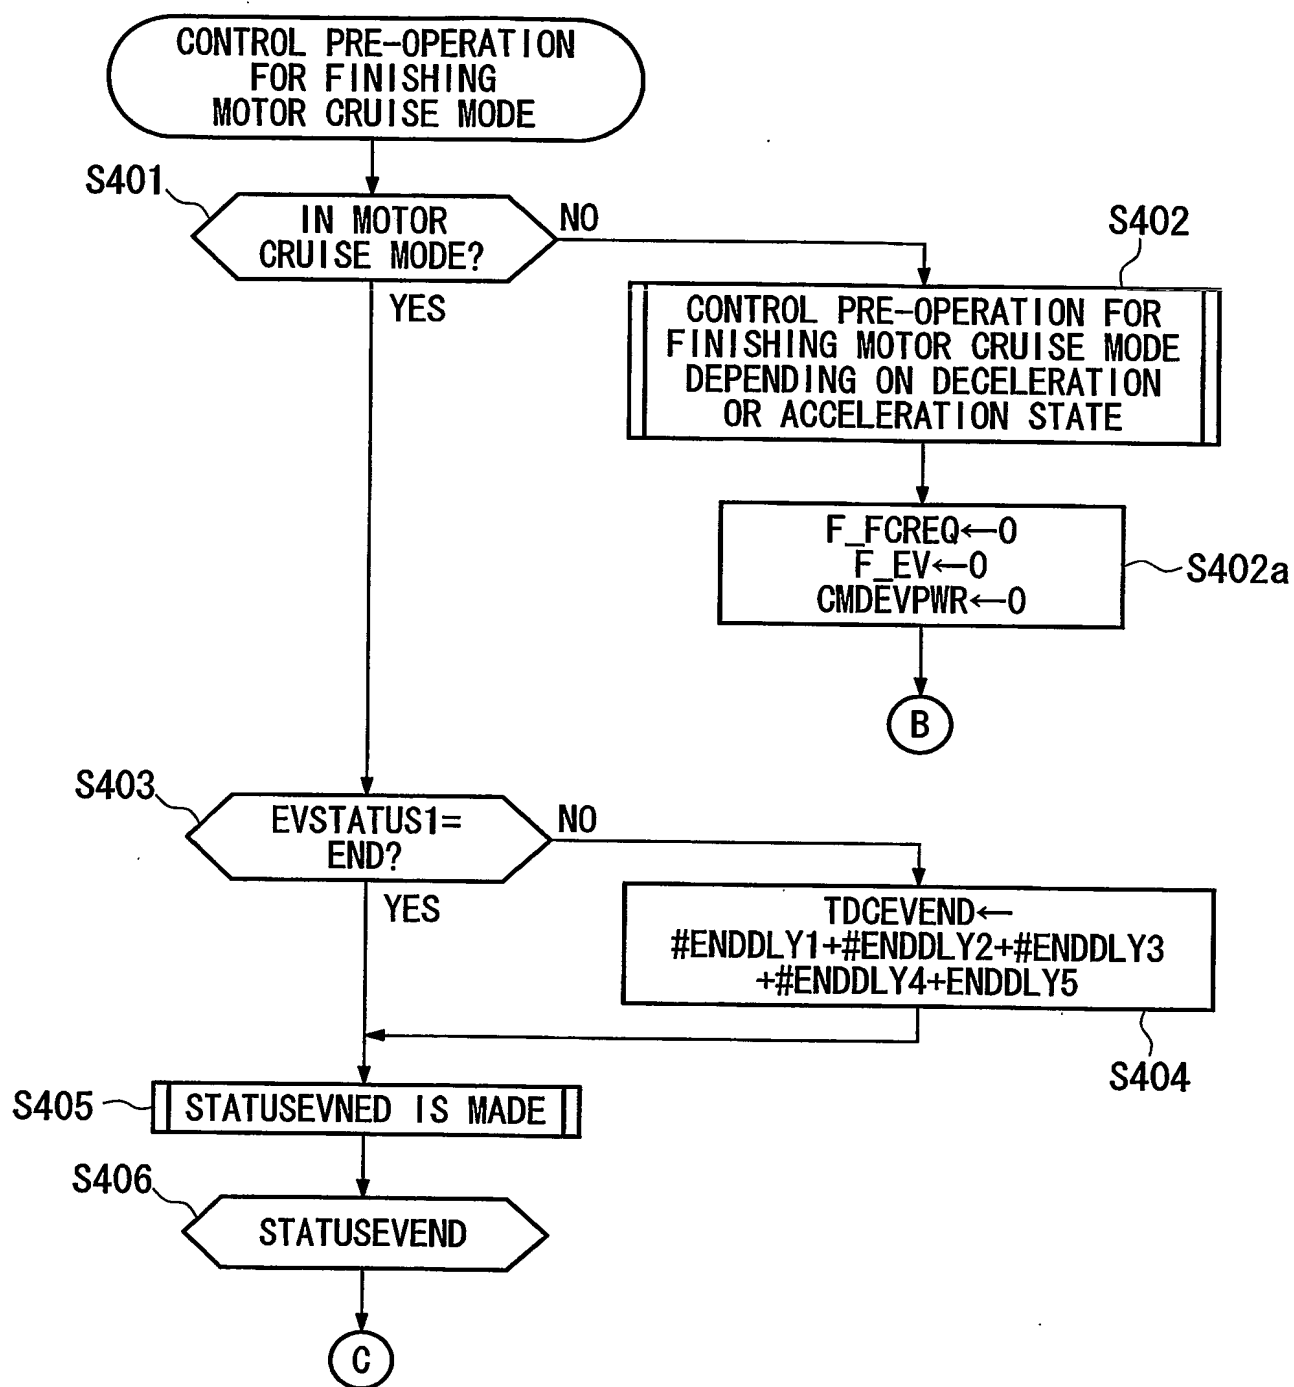 CONTROL PRE-OPERATION
FOR FINISHING
MOTOR CRUISE MODE
S401
IN MOTOR
CRUISE MODE?
NO
YES
S402
CONTROL PRE-OPERATION FOR
FINISHING MOTOR CRUISE MODE
DEPENDING ON DECELERATION
OR ACCELERATION STATE
F_FCREQ←0
F_EV←0
CMDEVPWR←0
S402a
B
S403
EVSTATUS1=
END?
NO
YES
TDCEVEND←
#ENDDLY1+#ENDDLY2+#ENDDLY3
+#ENDDLY4+ENDDLY5
S404
S405
STATUSEVNED IS MADE
S406
STATUSEVEND
C